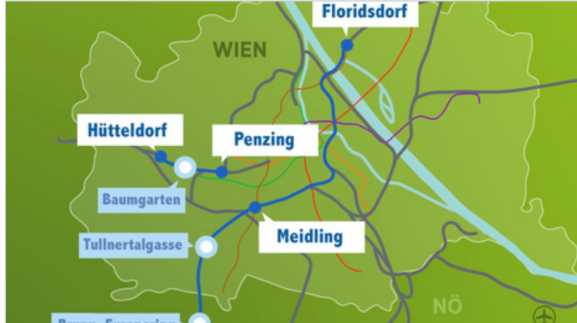 Floridsdorf
WIEN
Hütteldorf
Penzing
Baumgarten
Meidling
Tullnertalgasse
NÖ